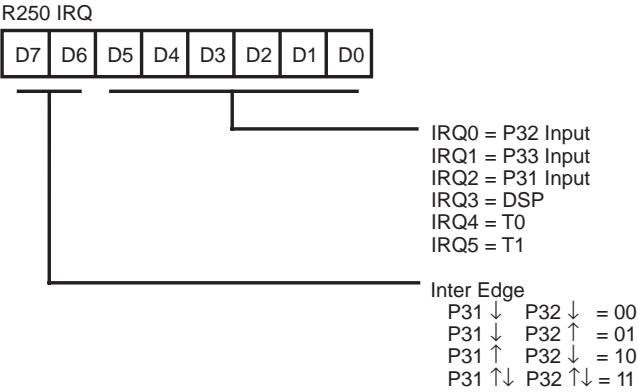 R250 IRQ
D7 D6 D5 D4 D3 D2 D1 D0
IRQ0 = P32 Input
IRQ1 = P33 Input
IRQ2 = P31 Input
IRQ3 = DSP
IRQ4 = T0
IRQ5 = T1
Inter Edge
P31 ↓ P32 ↓ = 00
P31 ↓ P32 ↑ = 01
P31 ↑ P32 ↓ = 10
P31 ↑↓ P32 ↑↓ = 11